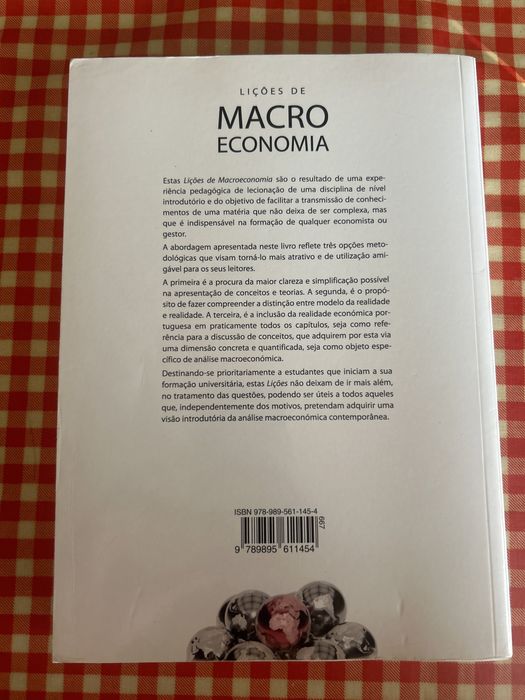 LIÇÕES DE
MACRO
ECONOMIA
Estas Lições de Macroeconomia são o resultado de uma expe-
riência pedagógica de lecionação de uma disciplina de nível
introdutório e do objetivo de facilitar a transmissão de conheci-
mentos de uma matéria que não deixa de ser complexa, mas
que é indispensável na formação de qualquer economista ou
gestor.
A abordagem apresentada neste livro reflete três opções meto-
dológicas que visam torná-lo mais atrativo e de utilização ami-
gável para os seus leitores.
A primeira é a procura da maior clareza e simplificação possível
na apresentação de conceitos e teorias. A segunda, é o propó-
sito de fazer compreender a distinção entre modelo da realidade
e realidade. A terceira, é a inclusão da realidade económica por-
tuguesa em praticamente todos os capítulos, seja como refe-
rência para a discussão de conceitos, que adquirem por esta via
uma dimensão concreta e quantificada, seja como objeto espe-
cífico de análise macroeconómica.
Destinando-se prioritariamente a estudantes que iniciam a sua
formação universitária, estas Lições não deixam de ir mais além,
no tratamento das questões, podendo ser úteis a todos aqueles
que, independentemente dos motivos, pretendam adquirir uma
visão introdutória da análise macroeconómica contemporânea.
ISBN 978-989-561-145-4
667
9 789895 611454